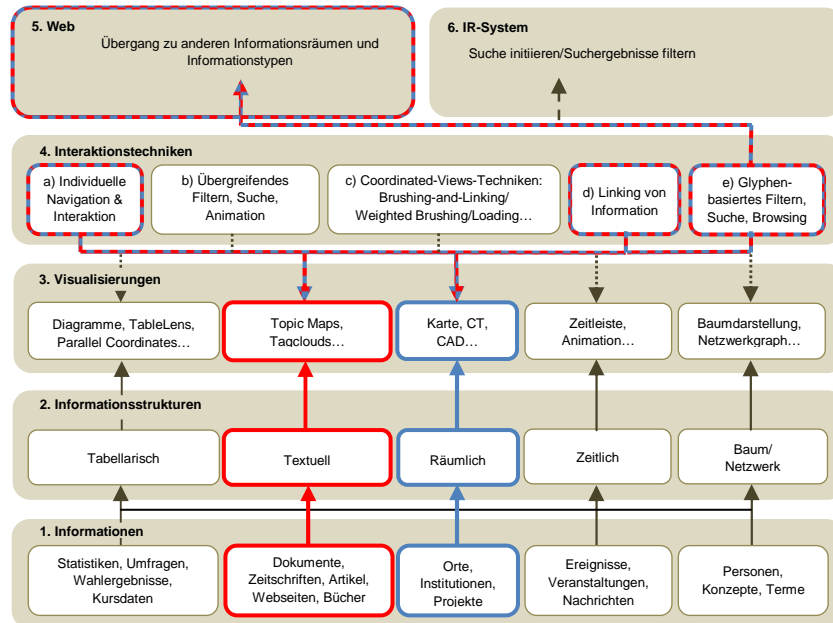 5. Web
Übergang zu anderen Informationsräumen und
Informationstypen
6. IR-System
Suche initiieren/Suchergebnisse filtern
4. Interaktionstechniken
a) Individuelle
Navigation &
Interaktion
b) Übergreifendes
Filtern, Suche,
Animation
c) Coordinated-Views-Techniken:
Brushing-and-Linking/
Weighted Brushing/Loading…
d) Linking von
Information
e) Glyphen-
basiertes Filtern,
Suche, Browsing
3. Visualisierungen
Diagramme, TableLens,
Parallel Coordinates…
Topic Maps,
Tagclouds…
Karte, CT,
CAD…
Zeitleiste,
Animation…
Baumdarstellung,
Netzwerkgraph…
2. Informationsstrukturen
Tabellarisch
Textuell
Räumlich
Zeitlich
Baum/
Netzwerk
1. Informationen
Statistiken, Umfragen,
Wahlergebnisse,
Kursdaten
Dokumente,
Zeitschriften, Artikel,
Webseiten, Bücher
Orte,
Institutionen,
Projekte
Ereignisse,
Veranstaltungen,
Nachrichten
Personen,
Konzepte, Terme